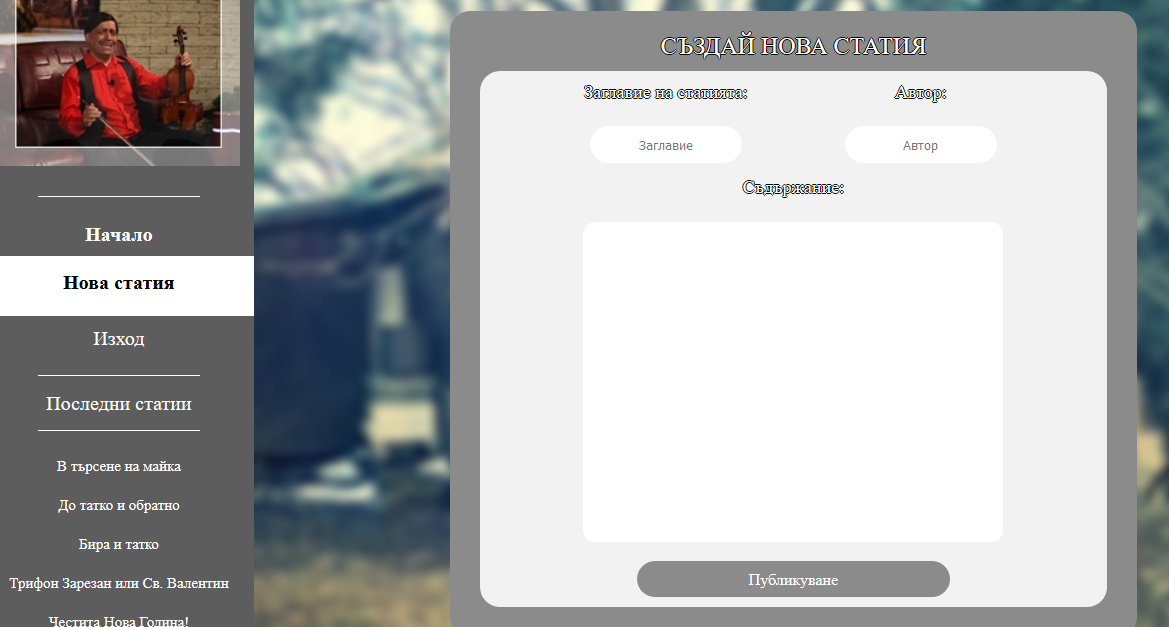 Начало
Нова статия
Изход
Последни статии
В търсене на майка
До татко и обратно
Бира и татко
Трифон Зарезан или Св. Валентин
Честита Нова Година!
СЪЗДАЙ НОВА СТАТИЯ
Заглавие на статията:
Автор:
Заглавие
Автор
Съдържание:
Публикуване